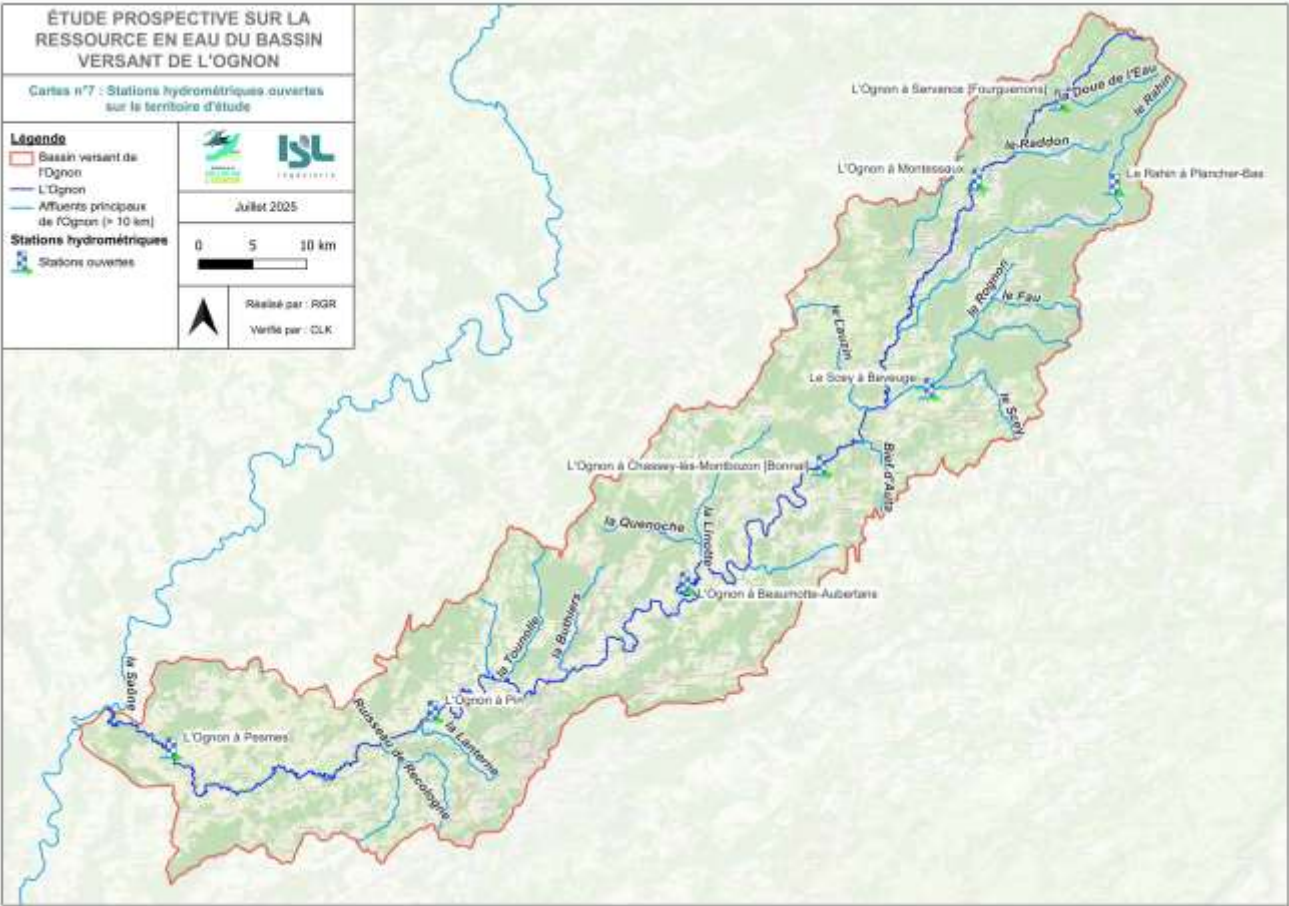 ÉTUDE PROSPECTIVE SUR LA
RESSOURCE EN EAU DU BASSIN
VERSANT DE L'OGNON
Cartes n°7 : Stations hydrométriques ouvertes
sur le territoire d'étude
Légende
Bassin versant de
l'Ognon
L'Ognon
Affluents principaux
de l'Ognon (> 10 km)
Stations hydrométriques
Stations ouvertes
ISL
Ingénierie
Juillet 2025
0 5 10 km
Réalisé par : RGR
Vérifié par : CLK
L'Ognon à Servance [Fourguenons]
la Doue de l'Eau
le Rahin
le Raddon
L'Ognon à Montessaux
Le Rahin à Plancher-Bas
le Rognon
le Fau
le Lauzin
Le Scey à Beveuge
le Scey
L'Ognon à Chassey-lès-Montbozon [Bonnal]
Bief d'Aute
la Quenoche
la Linotte
L'Ognon à Beaumotte-Aubertans
la Buthiers
la Tounolle
la Saône
L'Ognon à Pin
Ruisseau de Recologne
la Lanterne
L'Ognon à Pesmes